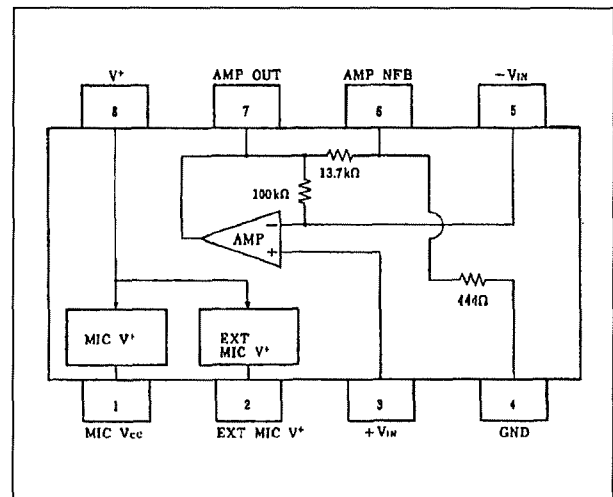 V⁺ AMP OUT AMP NFB −VIN
8 7 6 5
13.7kΩ
100kΩ
AMP
−
+
444Ω
MIC V⁺
EXT
MIC V⁺
1 2 3 4
MIC Vcc EXT MIC V⁺ +VIN GND